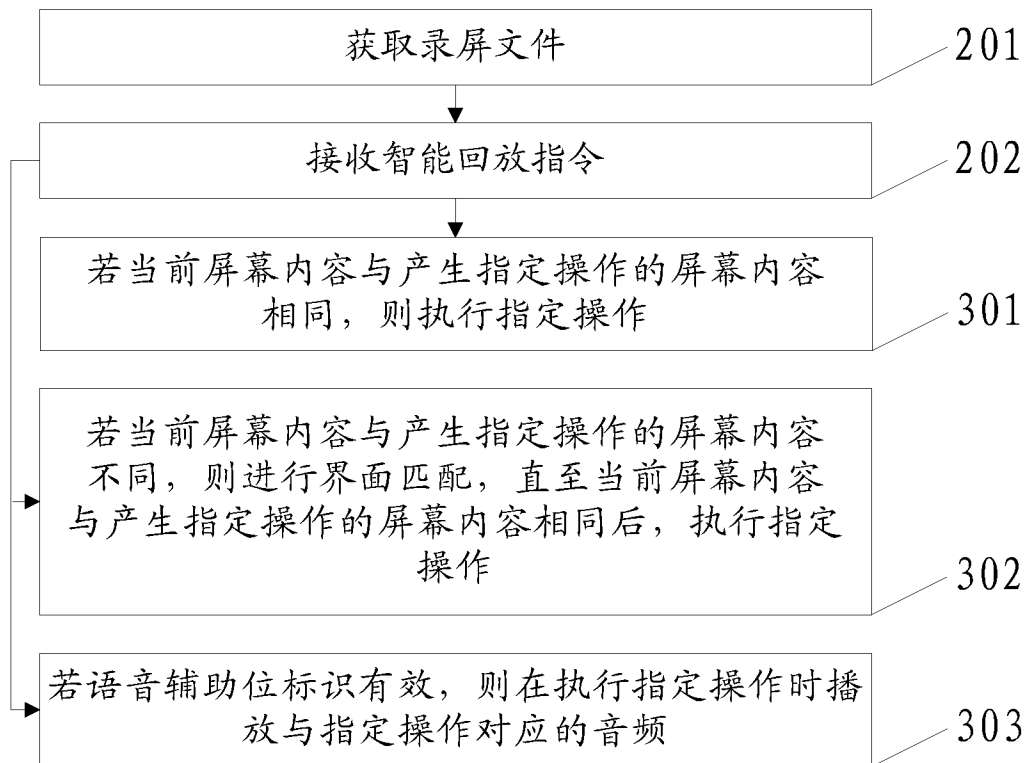 获取录屏文件
201
接收智能回放指令
202
若当前屏幕内容与产生指定操作的屏幕内容
相同，则执行指定操作
301
若当前屏幕内容与产生指定操作的屏幕内容
不同，则进行界面匹配，直至当前屏幕内容
与产生指定操作的屏幕内容相同后，执行指定
操作
302
若语音辅助位标识有效，则在执行指定操作时播
放与指定操作对应的音频
303